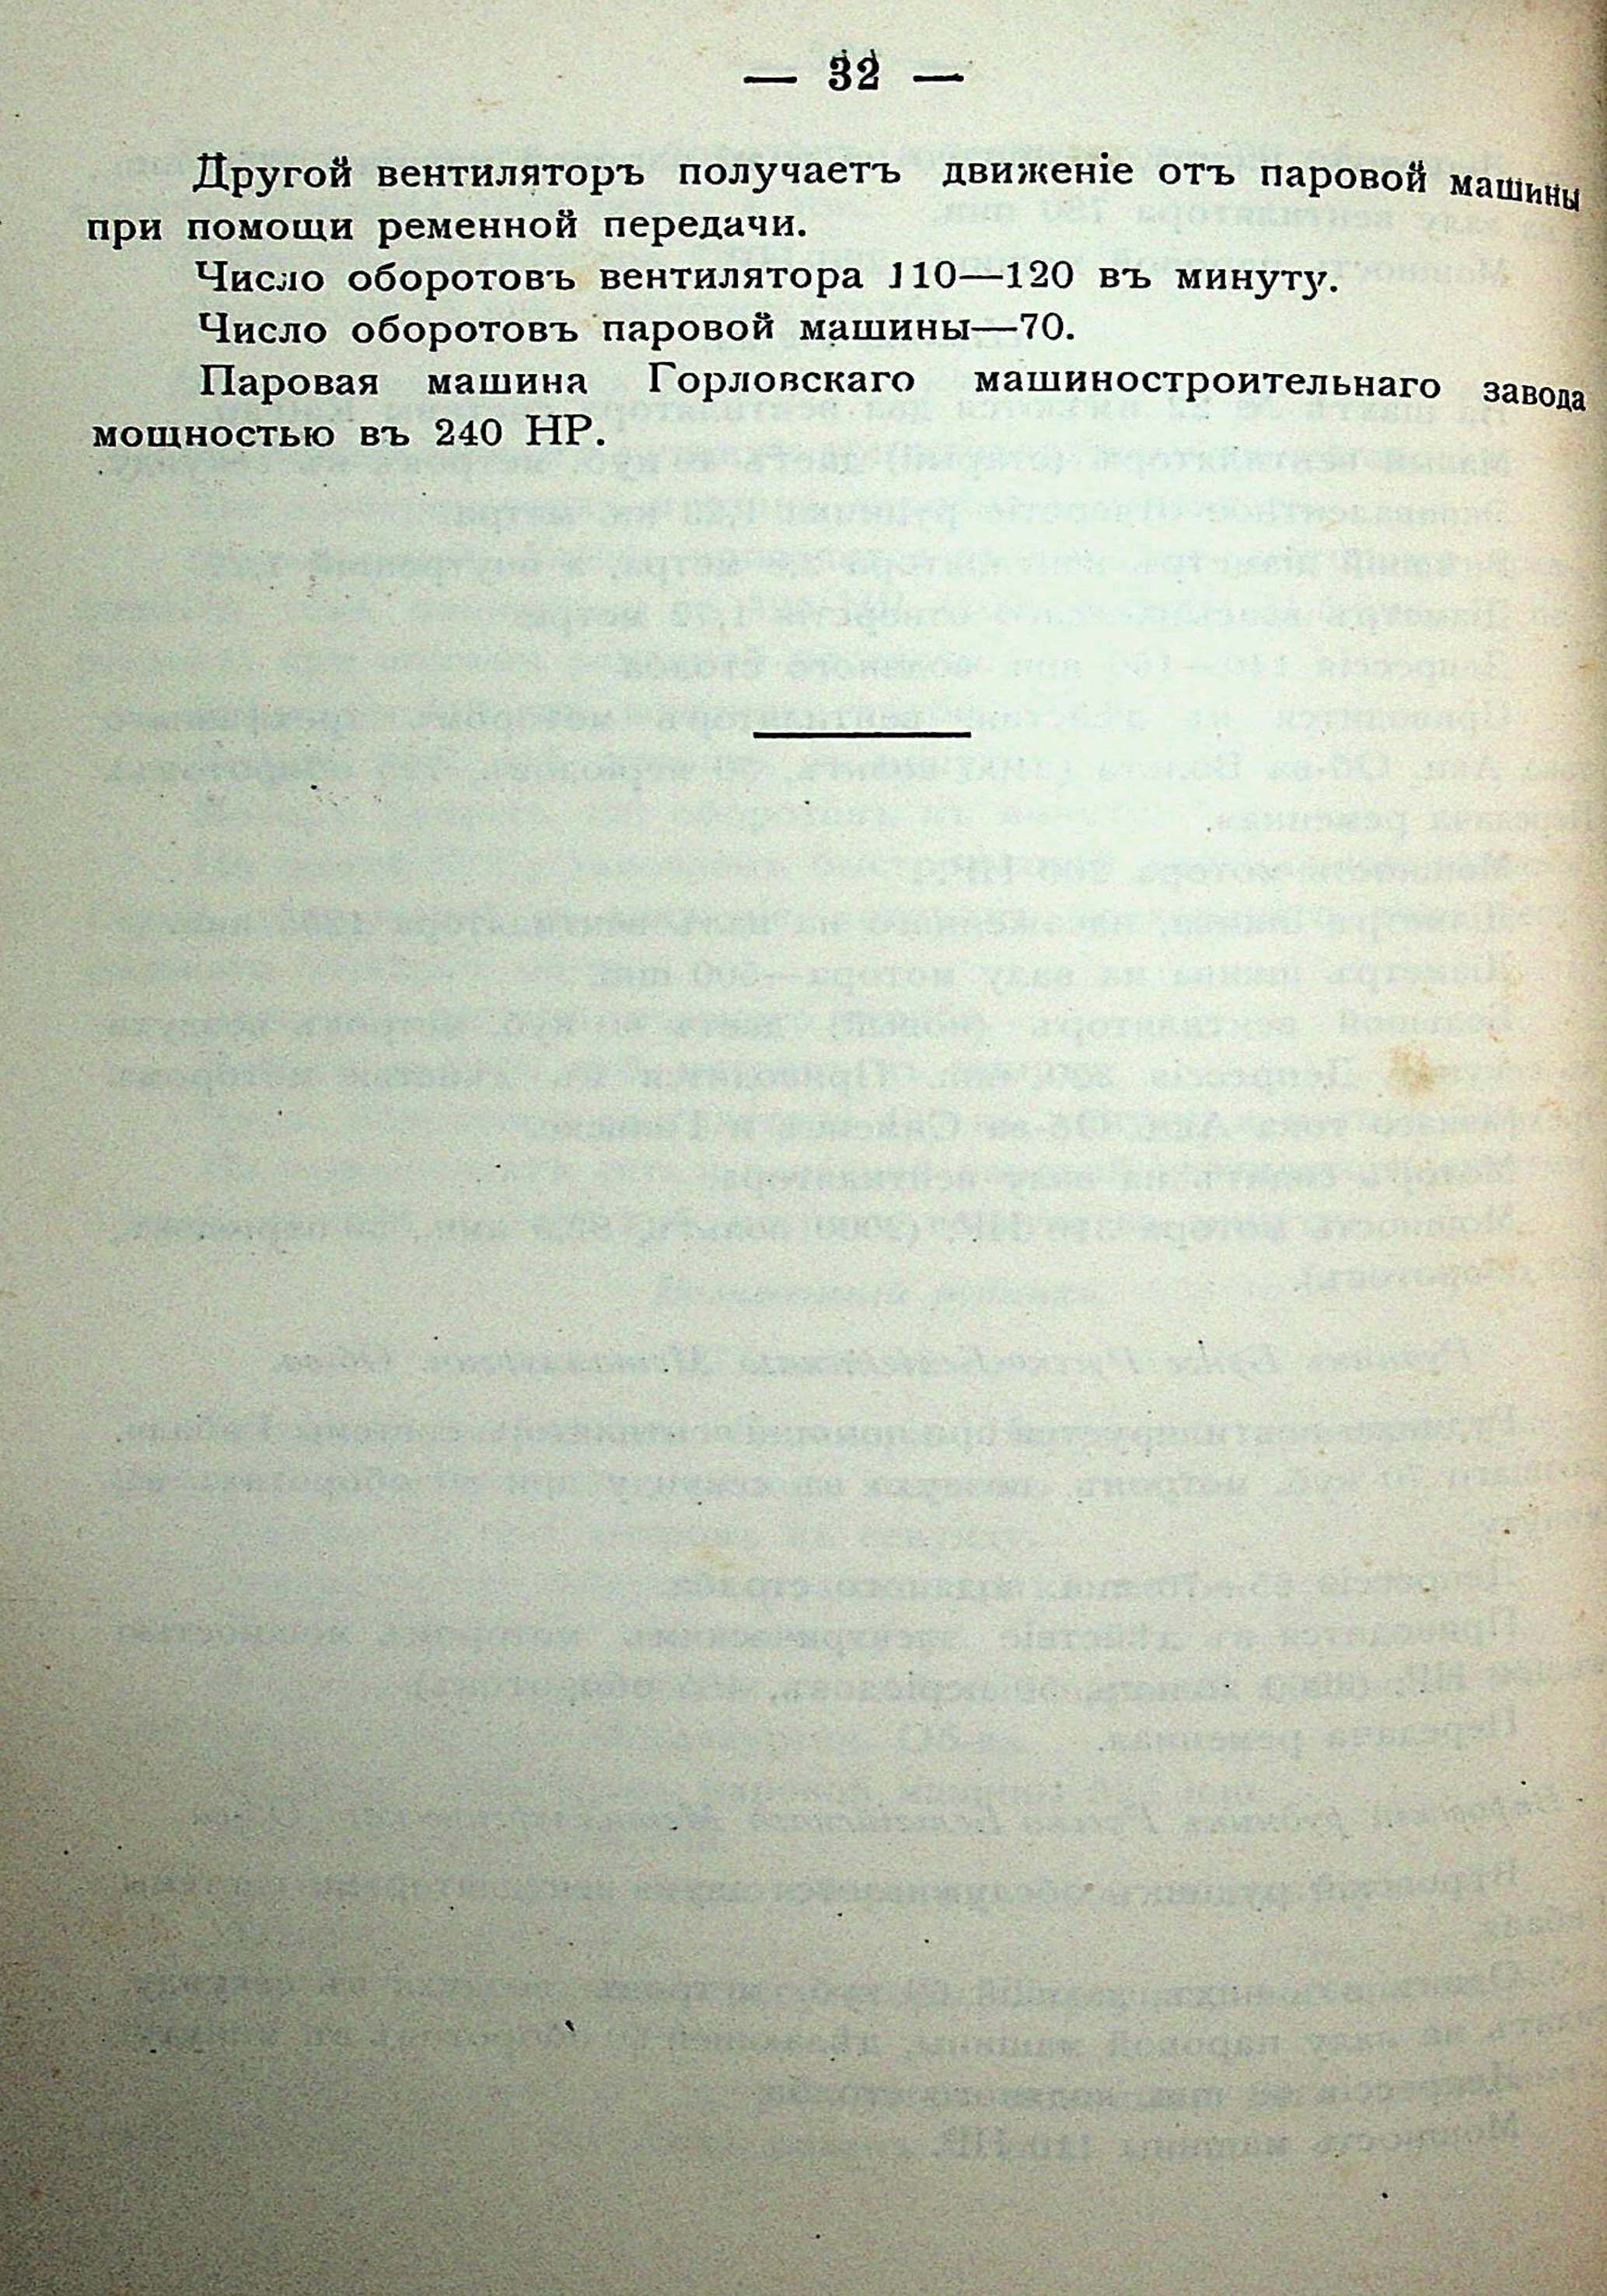 — 32 —
Другой вентиляторъ получаетъ движеніе отъ паровой машины
при помощи ременной передачи.
Число оборотовъ вентилятора 110—120 въ минуту.
Число оборотовъ паровой машины—70.
Паровая машина Горловскаго машиностроительнаго завода
мощностью въ 240 HP.